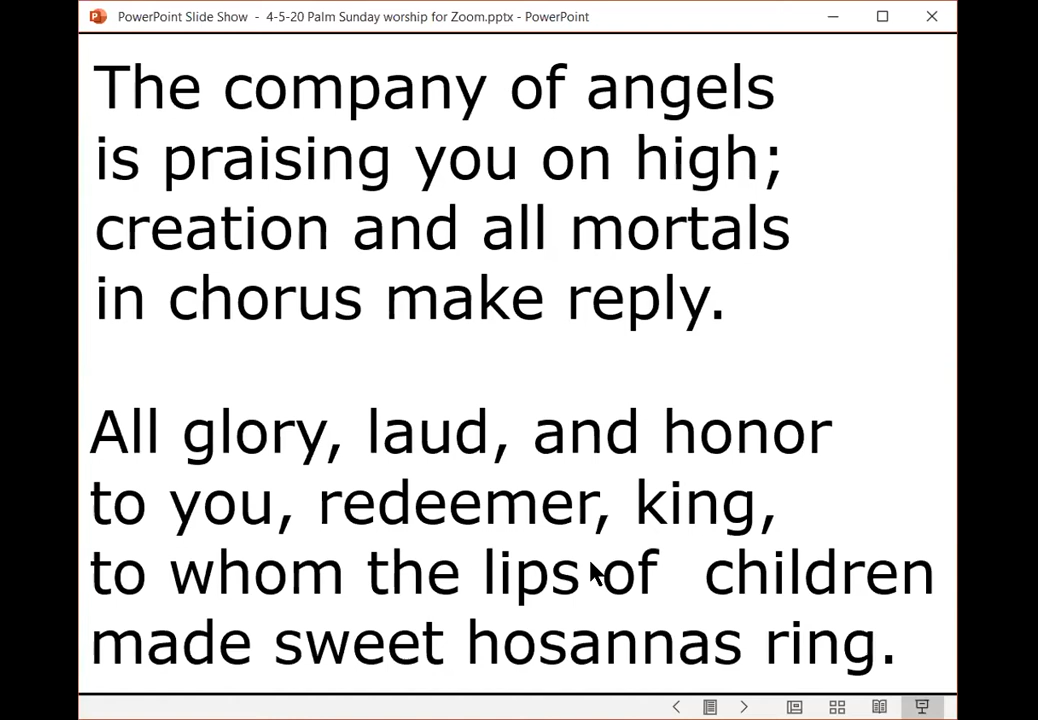 PowerPoint Slide Show - 4-5-20 Palm Sunday worship for Zoom.pptx - PowerPoint
The company of angels
is praising you on high;
creation and all mortals
in chorus make reply.
All glory, laud, and honor
to you, redeemer, king,
to whom the lips of children
made sweet hosannas ring.